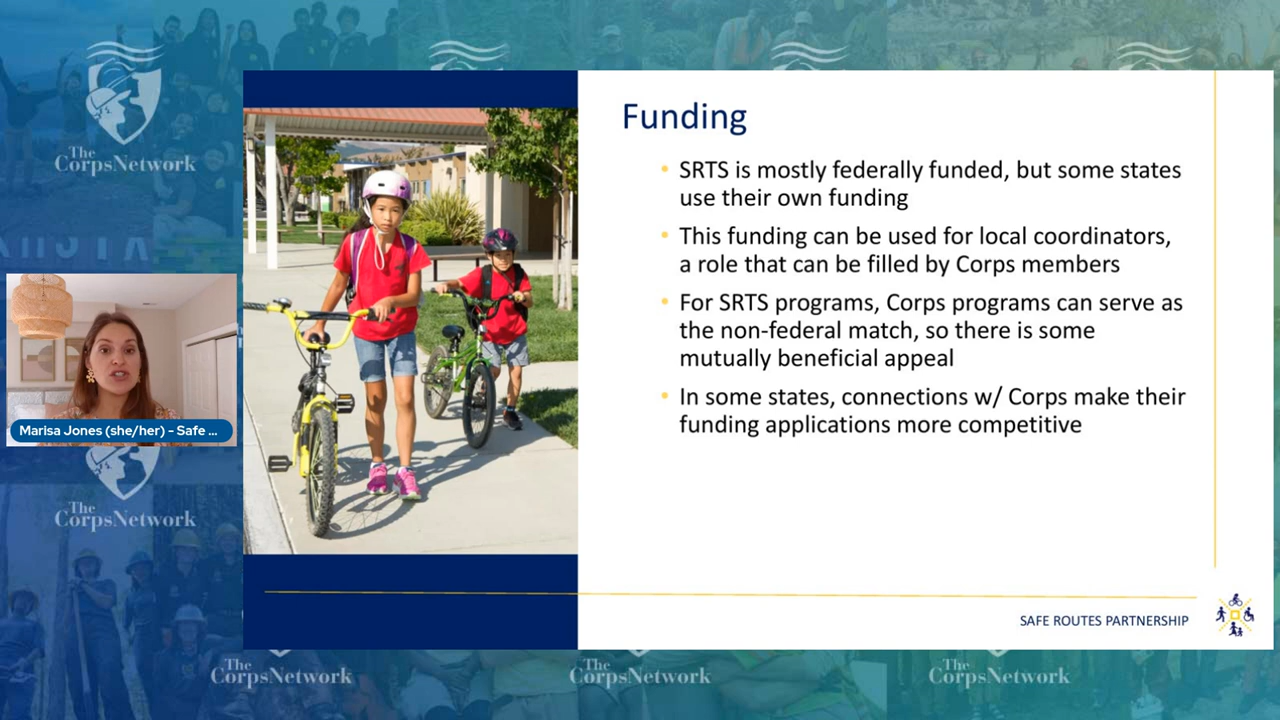 The
CorpsNetwork
Funding
• SRTS is mostly federally funded, but some states
use their own funding
• This funding can be used for local coordinators,
a role that can be filled by Corps members
• For SRTS programs, Corps programs can serve as
the non-federal match, so there is some
mutually beneficial appeal
• In some states, connections w/ Corps make their
funding applications more competitive
Marisa Jones (she/her) – Safe ...
The
CorpsNetwork
SAFE ROUTES PARTNERSHIP
The
CorpsNetwork
The
CorpsNetwork
The
CorpsNetwork